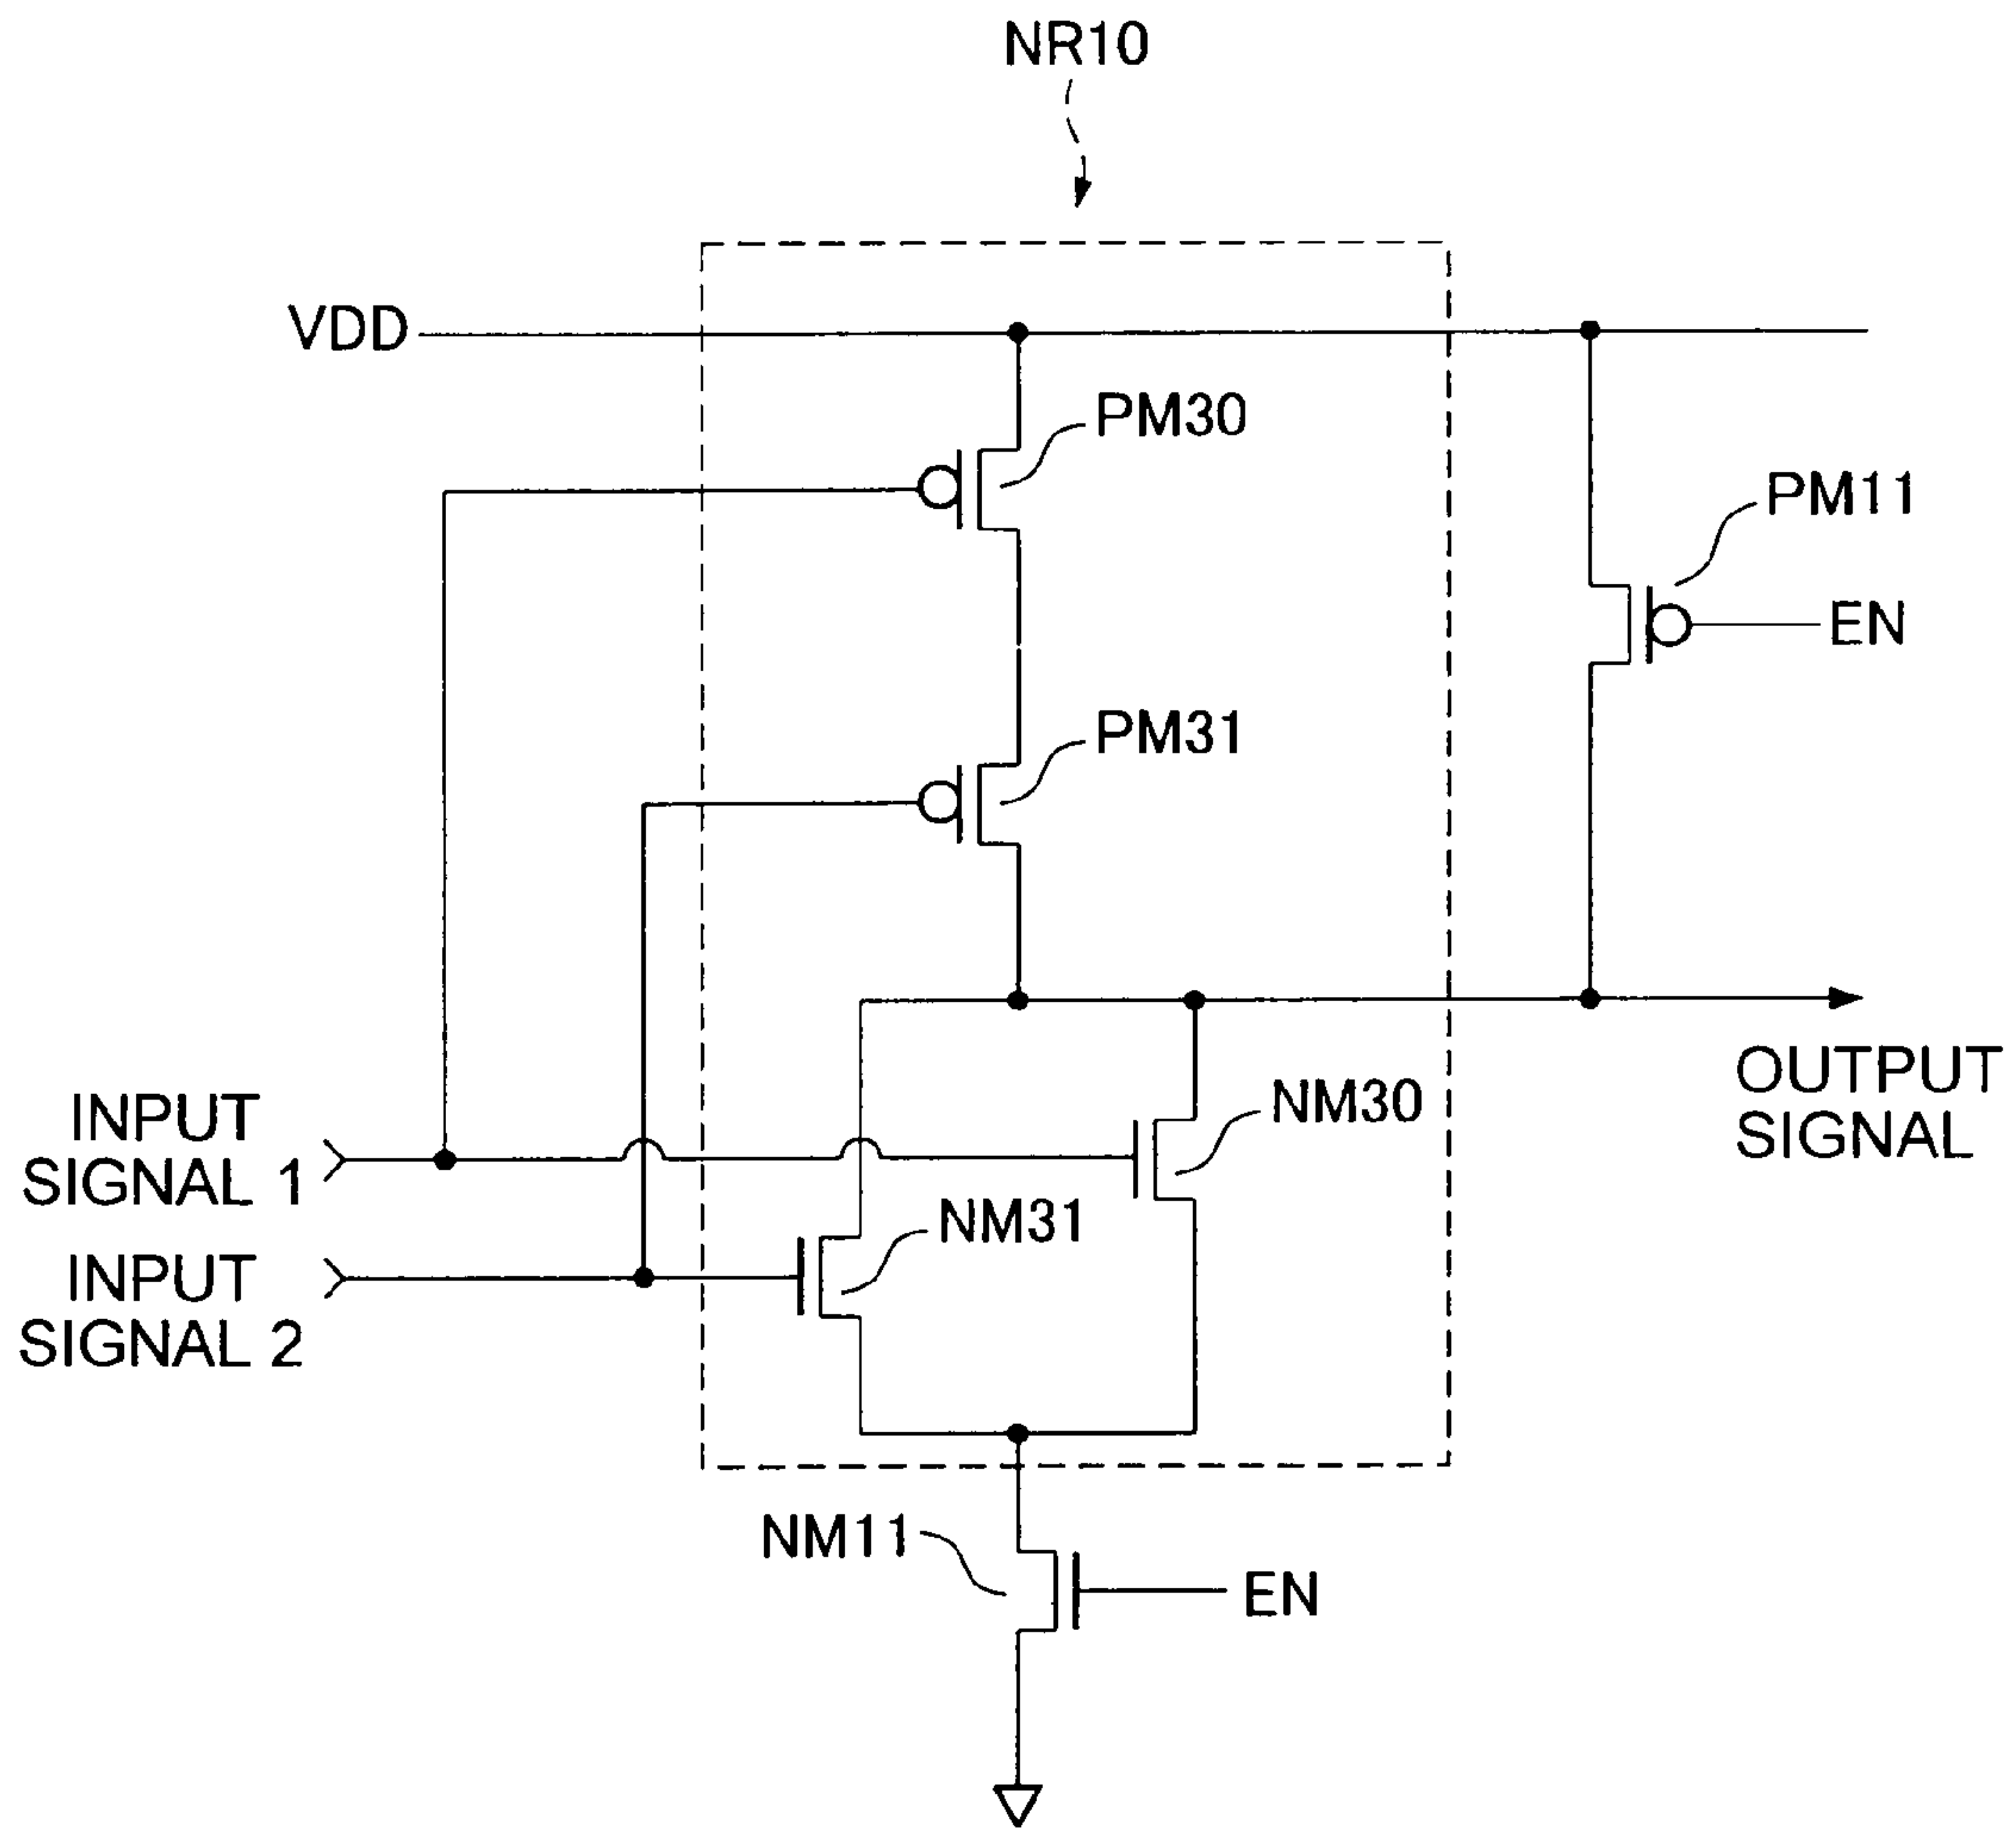 NR10
VDD
PM30
PM11
EN
PM31
OUTPUT
SIGNAL
NM30
INPUT
SIGNAL 1
NM31
INPUT
SIGNAL 2
NM11
EN